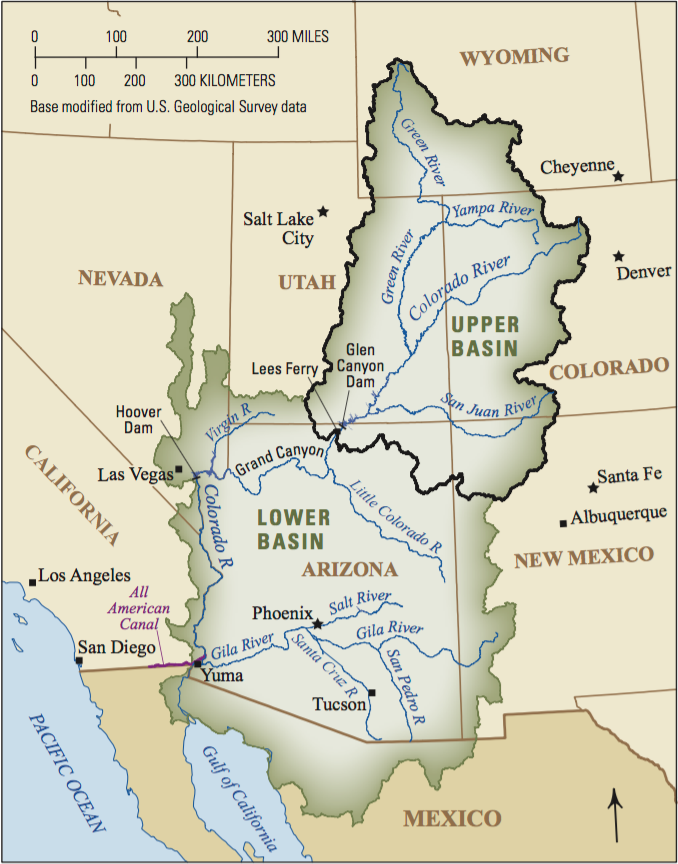 0 100 200 300 MILES
0 100 200 300 KILOMETERS
Base modified from U.S. Geological Survey data
WYOMING
Green River
Cheyenne
Yampa River
Salt Lake
City
Green River
Colorado River
Denver
NEVADA
UTAH
UPPER
BASIN
Glen
Canyon
Dam
Lees Ferry
COLORADO
San Juan River
Hoover
Dam
Virgin R
Grand Canyon
Las Vegas
CALIFORNIA
Colorado R
Little Colorado R
Santa Fe
Albuquerque
LOWER
BASIN
NEW MEXICO
ARIZONA
Los Angeles
All
American
Canal
Phoenix
Salt River
Gila River
Gila River
San Diego
Yuma
Santa Cruz R
San Pedro R
Tucson
PACIFIC OCEAN
Gulf of California
MEXICO